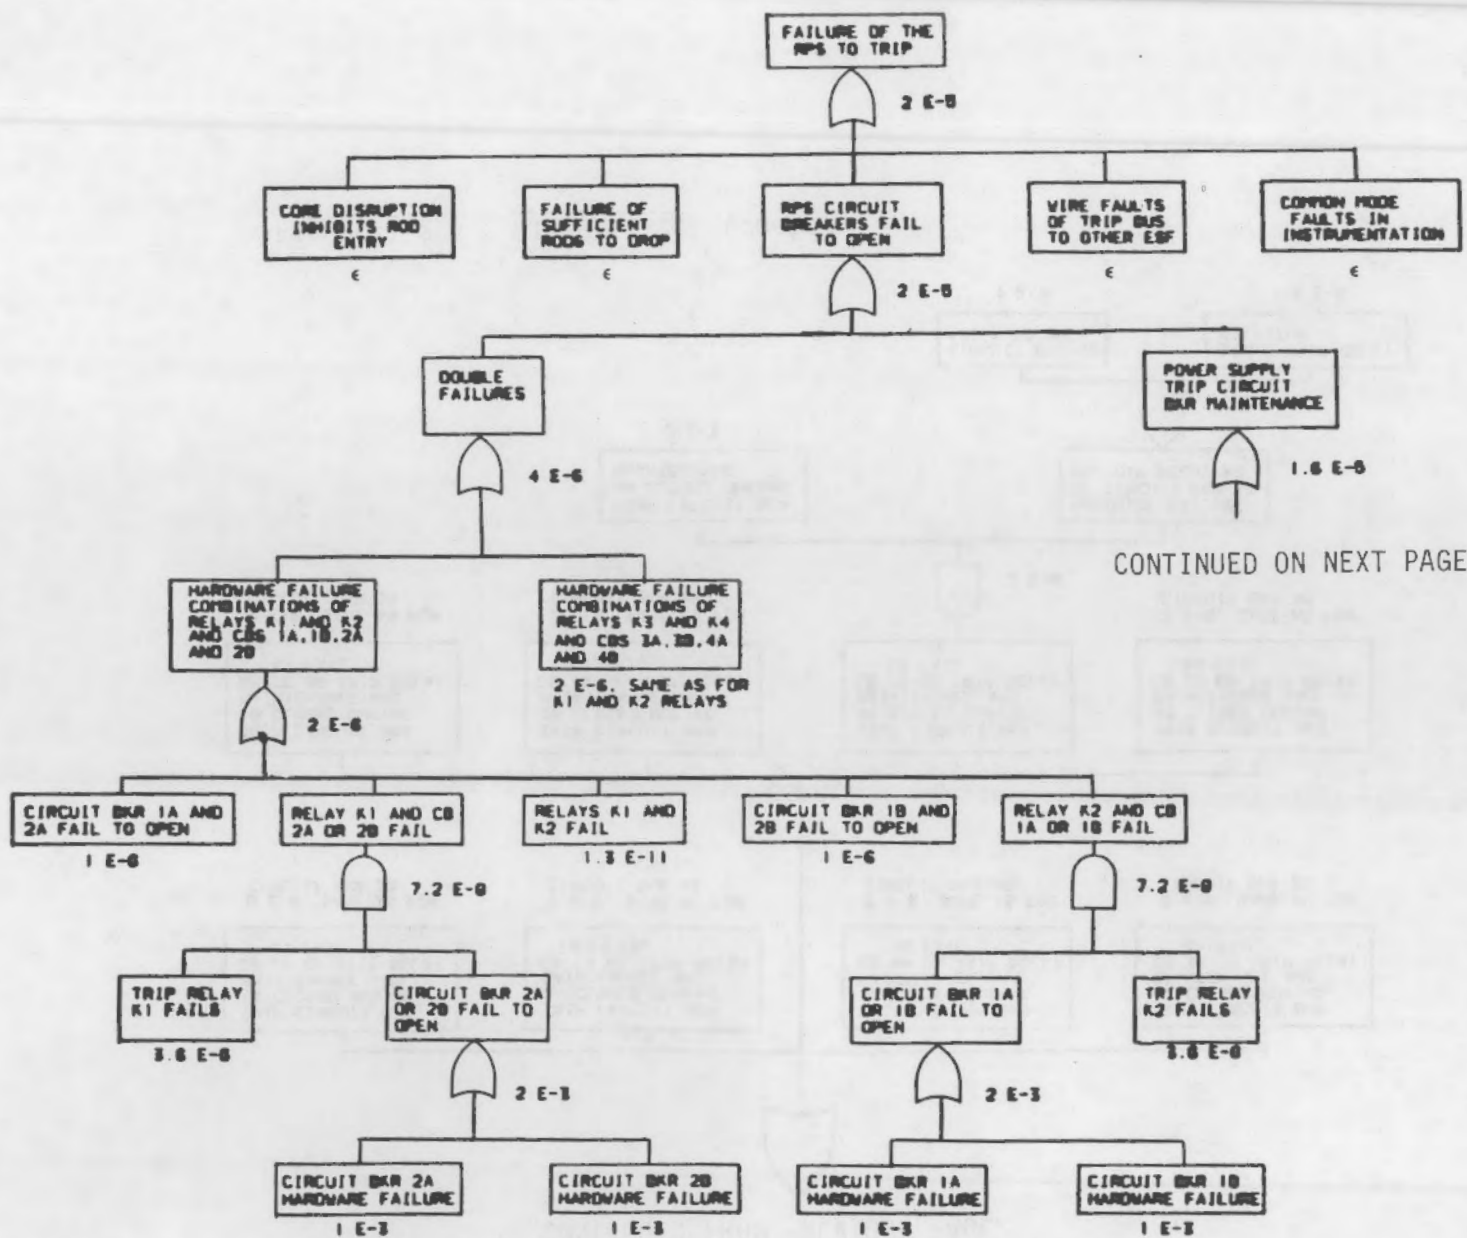 FAILURE OF THE
RPS TO TRIP
2 E-5
CORE DISRUPTION
INHIBITS ROD
ENTRY
ϵ
FAILURE OF
SUFFICIENT
RODS TO DROP
ϵ
RPS CIRCUIT
BREAKERS FAIL
TO OPEN
2 E-5
WIRE FAULTS
OF TRIP BUS
TO OTHER ESF
ϵ
COMMON MODE
FAULTS IN
INSTRUMENTATION
ϵ
DOUBLE
FAILURES
4 E-6
POWER SUPPLY
TRIP CIRCUIT
BKR MAINTENANCE
1.6 E-5
CONTINUED ON NEXT PAGE
HARDWARE FAILURE
COMBINATIONS OF
RELAYS K1 AND K2
AND CBS 1A,1B,2A
AND 2B
2 E-6
HARDWARE FAILURE
COMBINATIONS OF
RELAYS K3 AND K4
AND CBS 3A,3B,4A
AND 4B
2 E-6. SAME AS FOR
K1 AND K2 RELAYS
CIRCUIT BKR 1A AND
2A FAIL TO OPEN
1 E-6
RELAY K1 AND CB
2A OR 2B FAIL
7.2 E-9
RELAYS K1 AND
K2 FAIL
1.3 E-11
CIRCUIT BKR 1B AND
2B FAIL TO OPEN
1 E-6
RELAY K2 AND CB
1A OR 1B FAIL
7.2 E-9
TRIP RELAY
K1 FAILS
3.6 E-6
CIRCUIT BKR 2A
OR 2B FAIL TO
OPEN
2 E-3
CIRCUIT BKR 1A
OR 1B FAIL TO
OPEN
2 E-3
TRIP RELAY
K2 FAILS
3.6 E-6
CIRCUIT BKR 2A
HARDWARE FAILURE
1 E-3
CIRCUIT BKR 2B
HARDWARE FAILURE
1 E-3
CIRCUIT BKR 1A
HARDWARE FAILURE
1 E-3
CIRCUIT BKR 1B
HARDWARE FAILURE
1 E-3